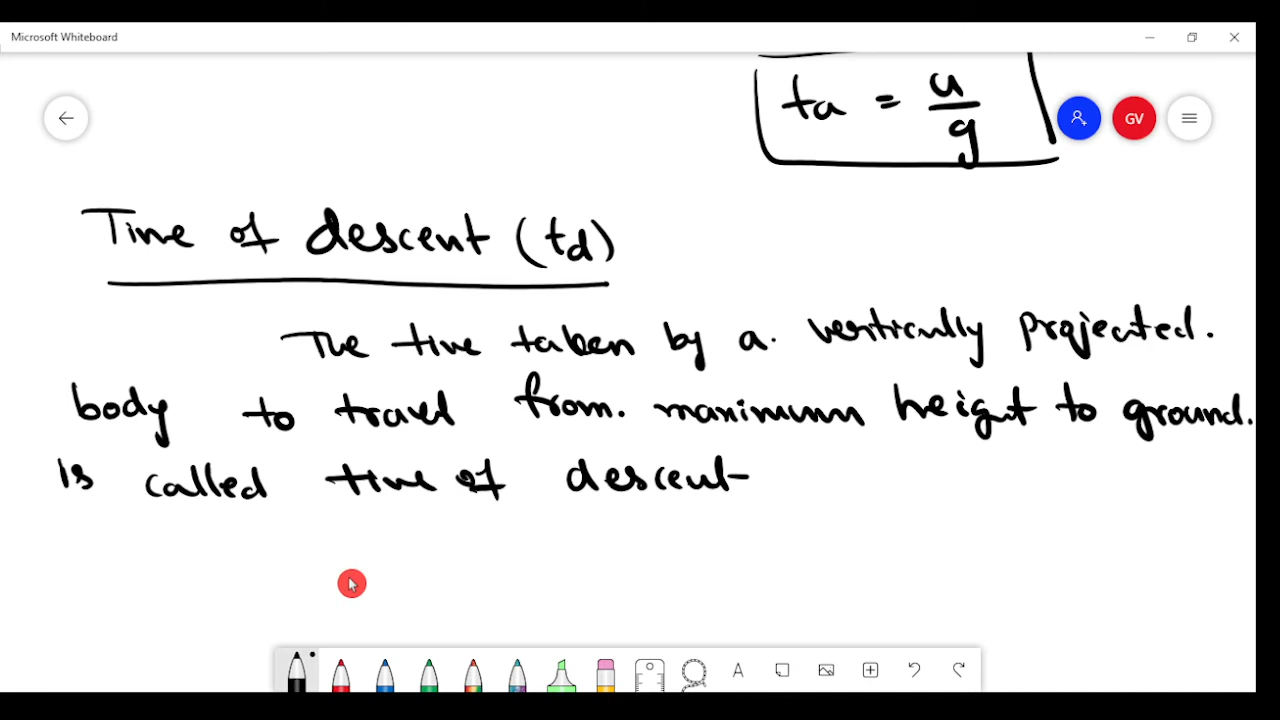 Microsoft Whiteboard
ta = u/g
GV
Time of descent (td)
The time taken by a. vertically projected.
body to travel from. maximum height to ground.
is called time of descent
A